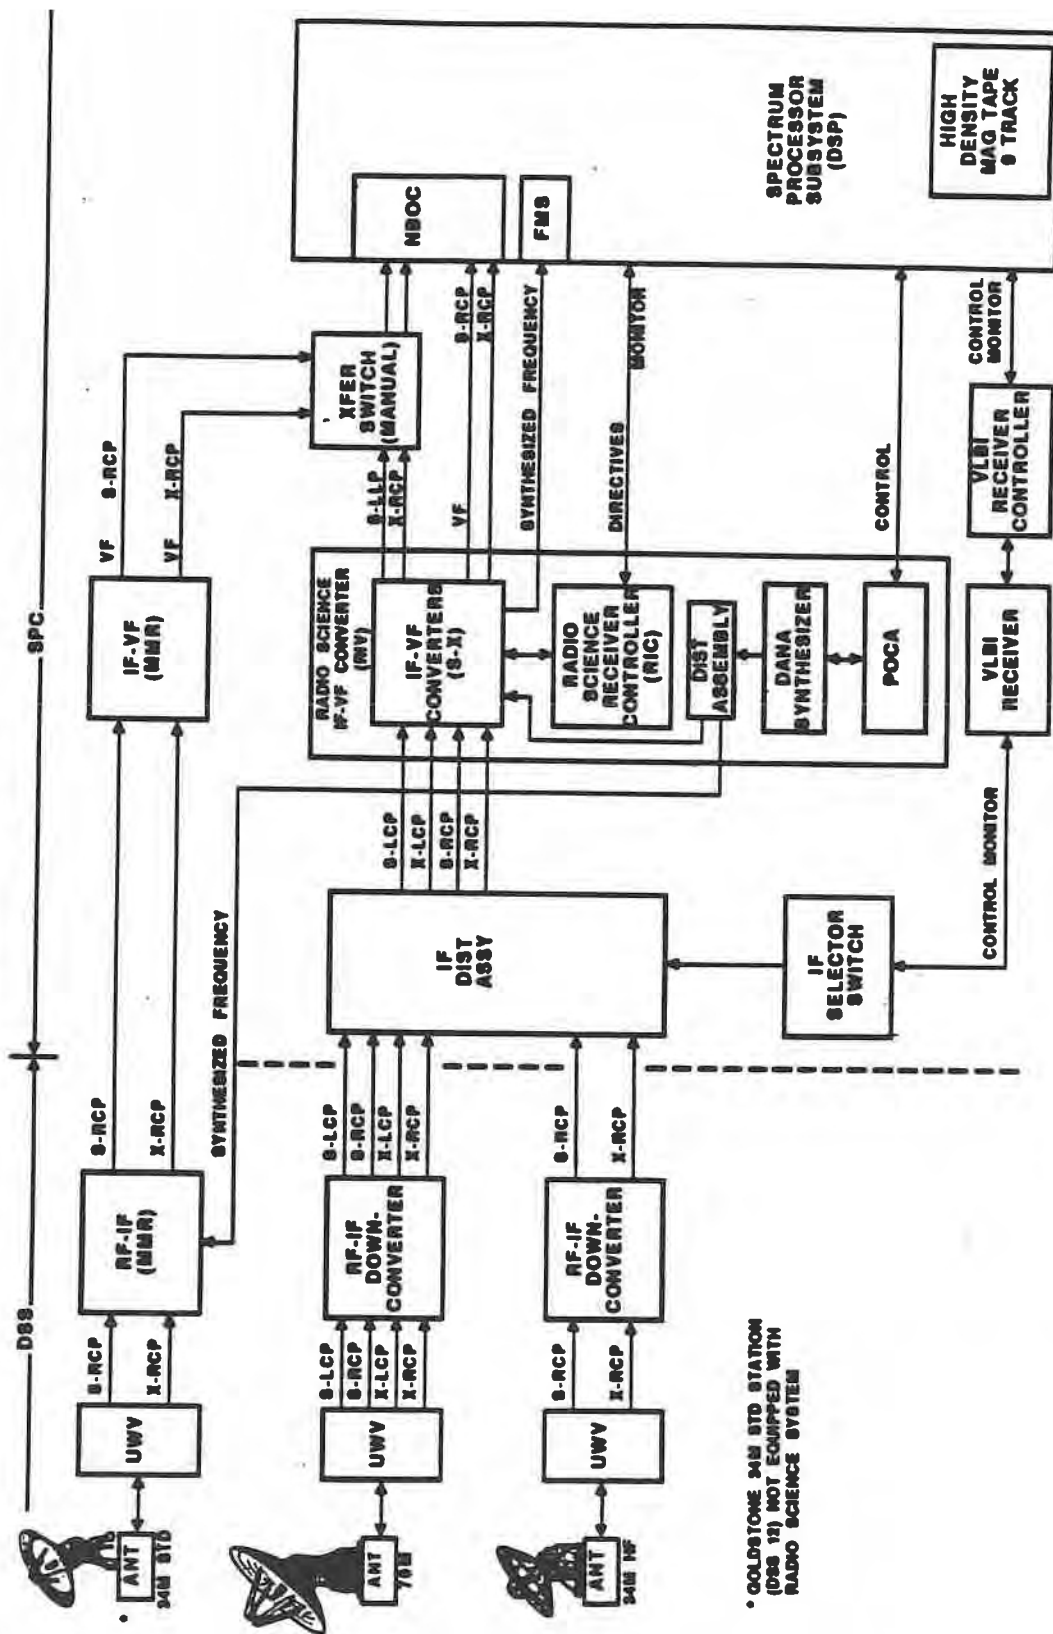 DSS
SPC
*
ANT
34M STD
UWV
S-RCP
X-RCP
RF-IF
(MMR)
S-RCP
X-RCP
IF-VF
(MMR)
VF
S-RCP
VF
X-RCP
SYNTHESIZED FREQUENCY
ANT
70M
UWV
S-LCP
S-RCP
X-LCP
X-RCP
RF-IF
DOWN-
CONVERTER
S-LCP
S-RCP
X-LCP
X-RCP
IF
DIST
ASSY
S-LCP
X-LCP
S-RCP
X-RCP
RADIO SCIENCE
IF-VF CONVERTER
(RIV)
IF-VF
CONVERTERS
(S-X)
S-LLP
X-RCP
XFER
SWITCH
(MANUAL)
VF
S-RCP
X-RCP
NBOC
SYNTHESIZED FREQUENCY
FMS
RADIO
SCIENCE
RECEIVER
CONTROLLER
(RIC)
DIRECTIVES
MONITOR
DIST
ASSEMBLY
DANA
SYNTHESIZER
POCA
CONTROL
SPECTRUM
PROCESSOR
SUBSYSTEM
(DSP)
HIGH
DENSITY
MAG TAPE
9 TRACK
ANT
34M HF
UWV
S-RCP
X-RCP
RF-IF
DOWN-
CONVERTER
S-RCP
X-RCP
IF
SELECTOR
SWITCH
CONTROL MONITOR
VLBI
RECEIVER
VLBI
RECEIVER
CONTROLLER
CONTROL
MONITOR
* GOLDSTONE 34M STD STATION
(DSS 12) NOT EQUIPPED WITH
RADIO SCIENCE SYSTEM